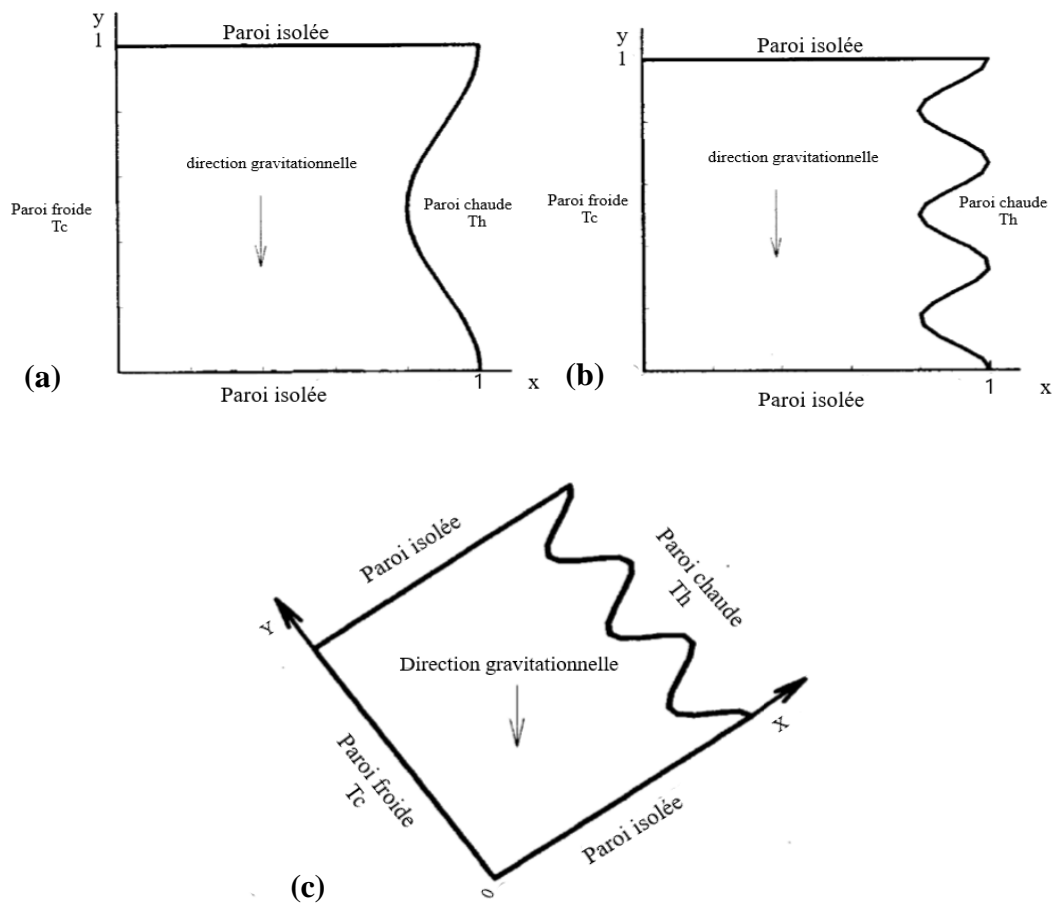 y
1
Paroi isolée
direction gravitationnelle
Paroi froide
Tc
Paroi chaude
Th
(a)
1
x
Paroi isolée
y
1
Paroi isolée
direction gravitationnelle
Paroi froide
Tc
Paroi chaude
Th
(b)
1
x
Paroi isolée
Paroi isolée
Paroi chaude
Th
Y
Direction gravitationnelle
X
Paroi froide
Tc
Paroi isolée
(c)
0